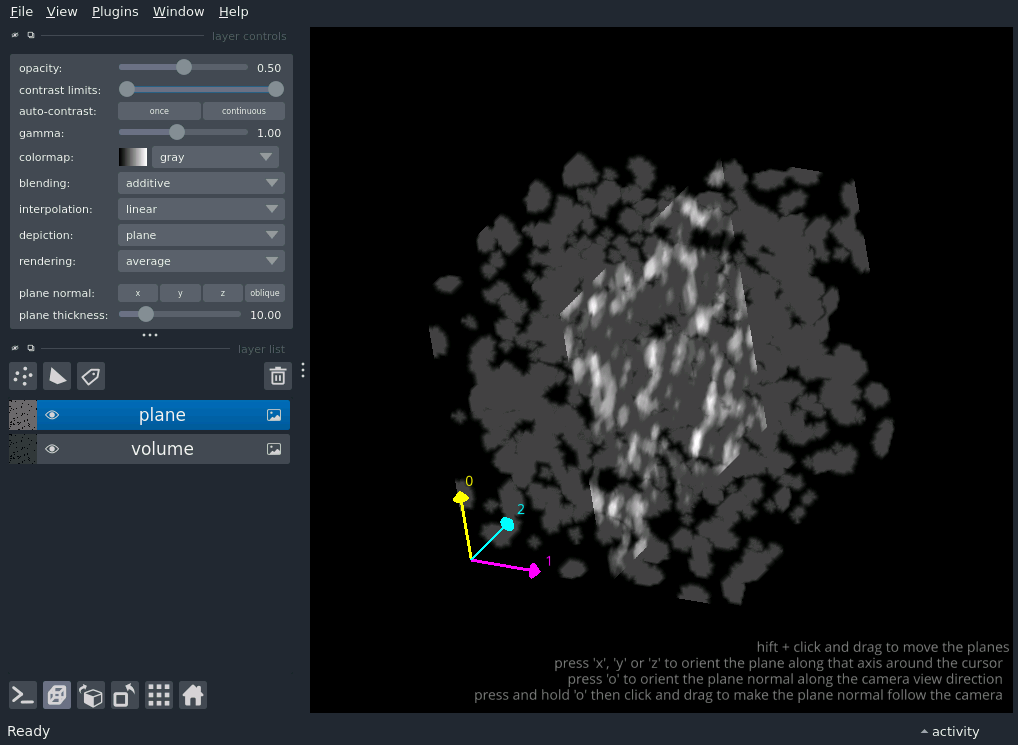 File View Plugins Window Help
layer controls
opacity: 0.50
contrast limits:
auto-contrast: once continuous
gamma: 1.00
colormap: gray
blending: additive
interpolation: linear
depiction: plane
rendering: average
plane normal: x y z oblique
plane thickness: 10.00
layer list
plane
volume
0
2
1
hift + click and drag to move the planes
press 'x', 'y' or 'z' to orient the plane along that axis around the cursor
press 'o' to orient the plane normal along the camera view direction
press and hold 'o' then click and drag to make the plane normal follow the camera
Ready activity